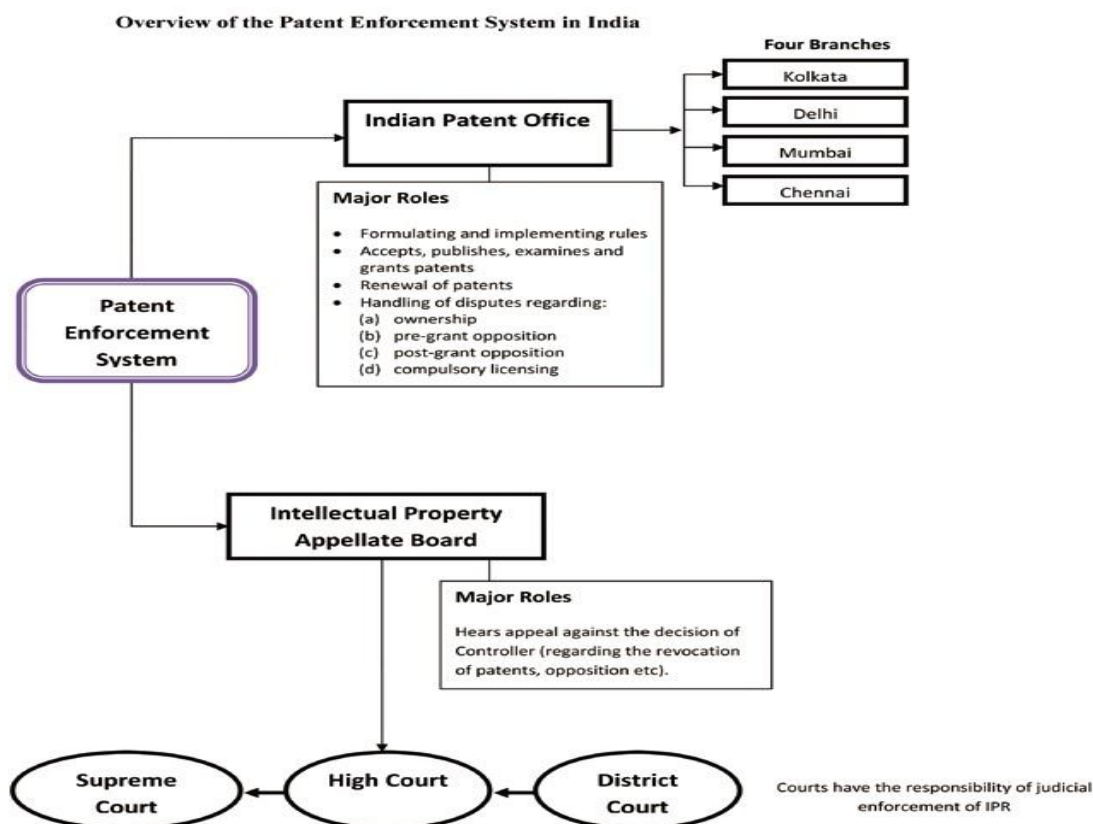 Overview of the Patent Enforcement System in India
Four Branches
Kolkata
Delhi
Mumbai
Chennai
Indian Patent Office
Major Roles
• Formulating and implementing rules
• Accepts, publishes, examines and
grants patents
• Renewal of patents
• Handling of disputes regarding:
(a) ownership
(b) pre-grant opposition
(c) post-grant opposition
(d) compulsory licensing
Patent
Enforcement
System
Intellectual Property
Appellate Board
Major Roles
Hears appeal against the decision of
Controller (regarding the revocation
of patents, opposition etc).
Supreme
Court
High Court
District
Court
Courts have the responsibility of judicial
enforcement of IPR